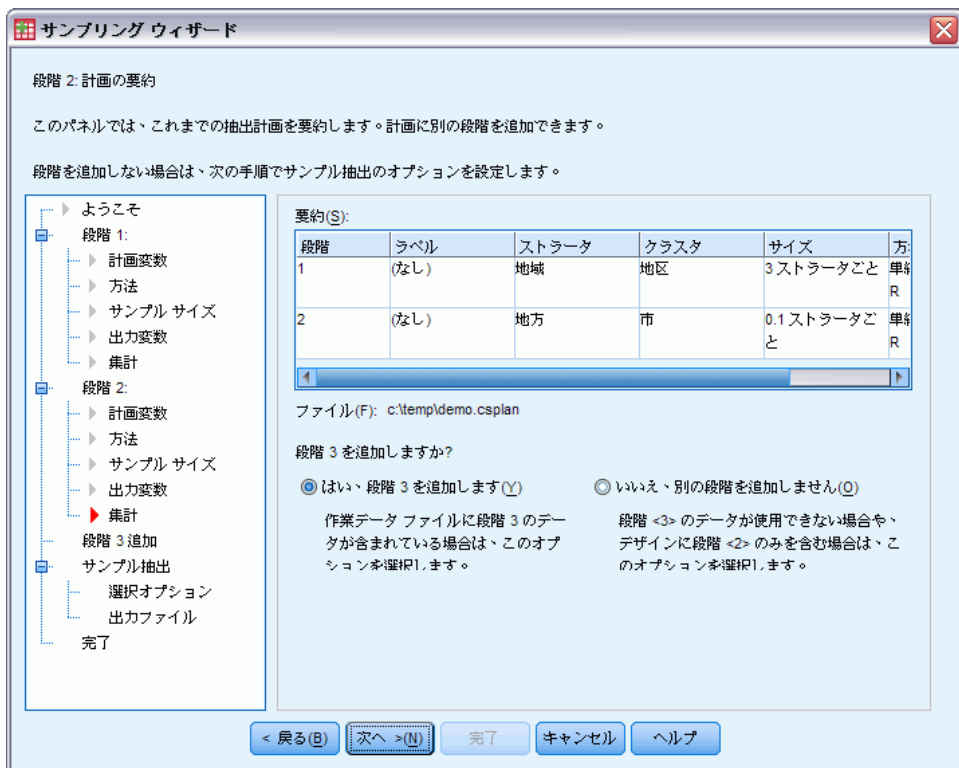 サンプリング ウィザード
段階 2: 計画の要約
このパネルでは、これまでの抽出計画を要約します。計画に別の段階を追加できます。
段階を追加しない場合は、次の手順でサンプル抽出のオプションを設定します。
ようこそ
段階 1:
計画変数
方法
サンプル サイズ
出力変数
集計
段階 2:
計画変数
方法
サンプル サイズ
出力変数
集計
段階 3 追加
サンプル抽出
選択オプション
出力ファイル
完了
要約(S):
段階 ラベル ストラータ クラスタ サイズ
1 (なし) 地域 地区 3 ストラータごと
R
2 (なし) 地方 市 0.1 ストラータご
と R
ファイル(F): c:\temp\demo.csplan
段階 3 を追加しますか?
はい、段階 3 を追加します(Y) いいえ、別の段階を追加しません(O)
作業データ ファイルに段階 3 のデー
タが含まれている場合は、このオプ
ションを選択します。
段階 <3> のデータが使用できない場合や、
デザインに段階 <2> のみを含む場合は、こ
のオプションを選択します。
< 戻る(B) 次へ >(N) 完了 キャンセル ヘルプ